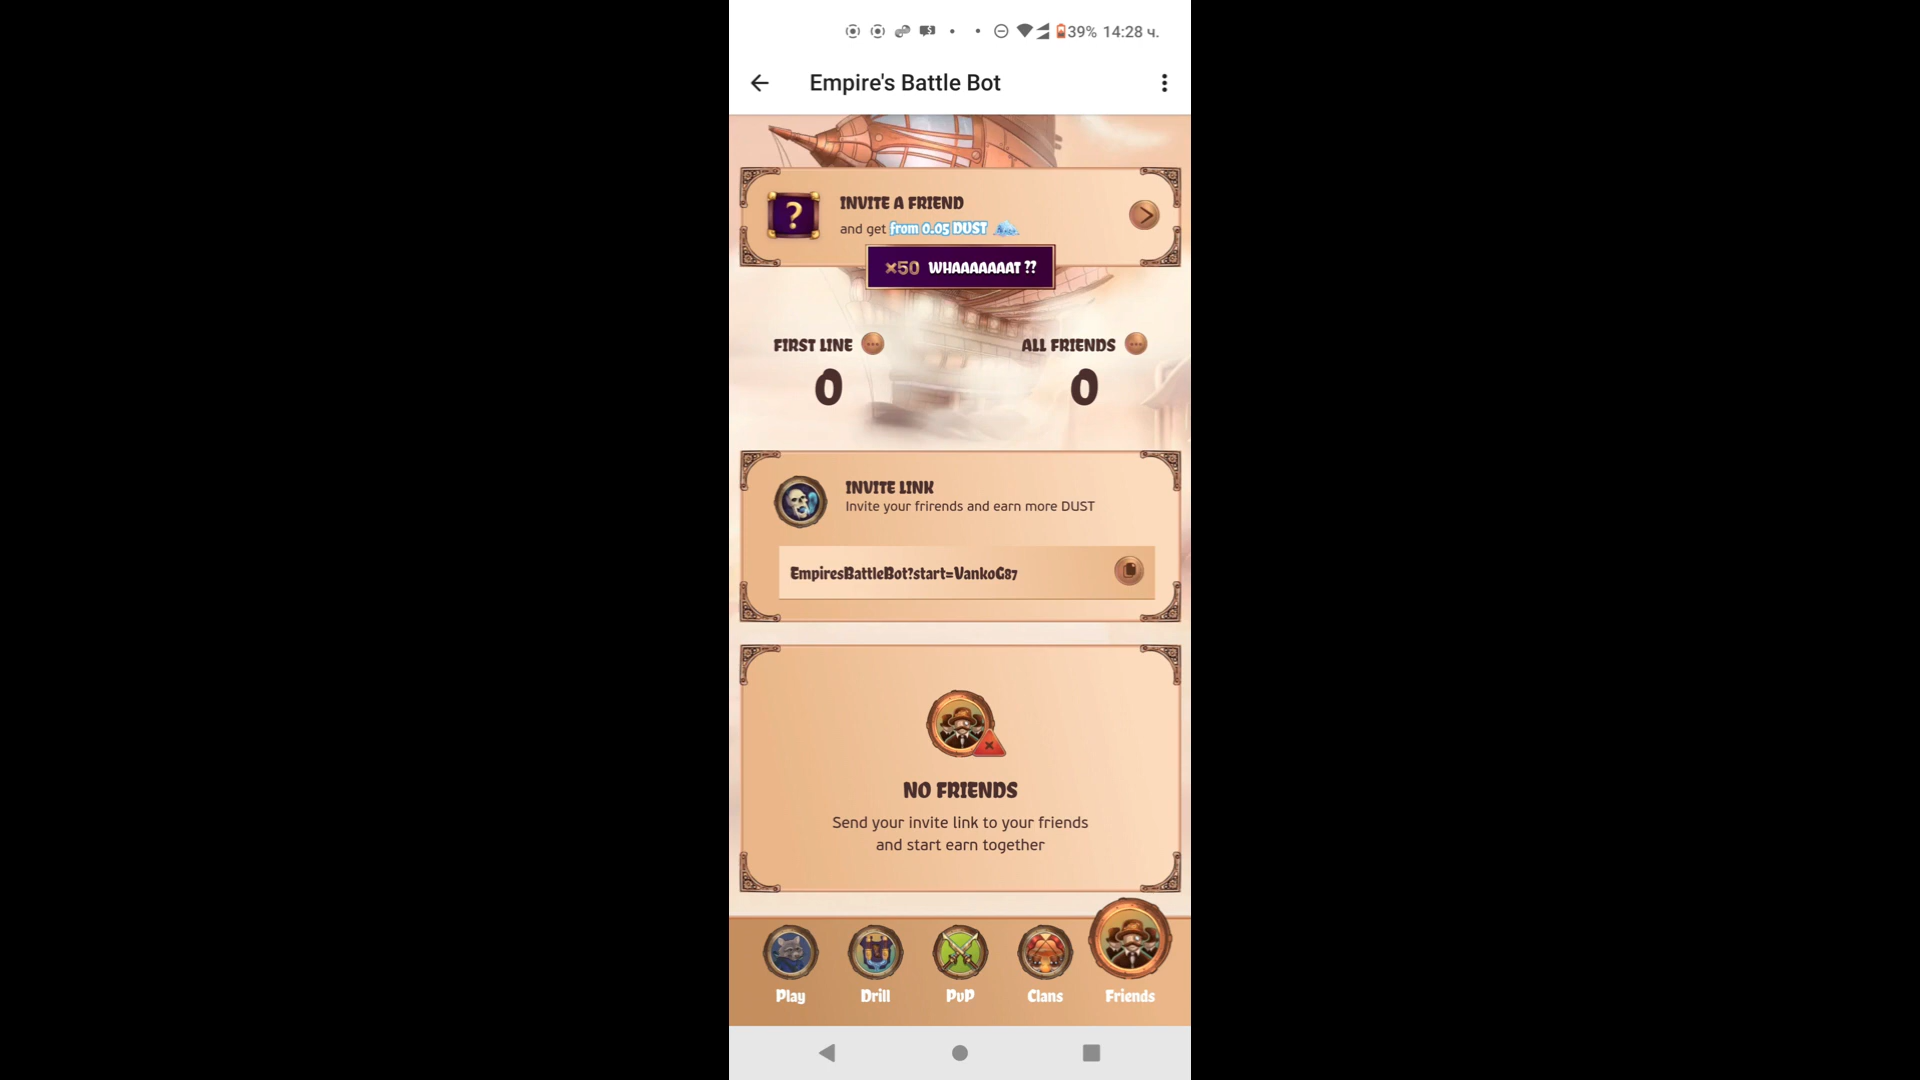 39% 14:28 ч.
Empire's Battle Bot
?
INVITE A FRIEND
and get from 0.05 DUST
×50 WHAAAAAAAT ??
FIRST LINE
ALL FRIENDS
0
0
INVITE LINK
Invite your frirends and earn more DUST
EmpiresBattleBot?start=VankoG87
NO FRIENDS
Send your invite link to your friends
and start earn together
Play
Drill
PvP
Clans
Friends